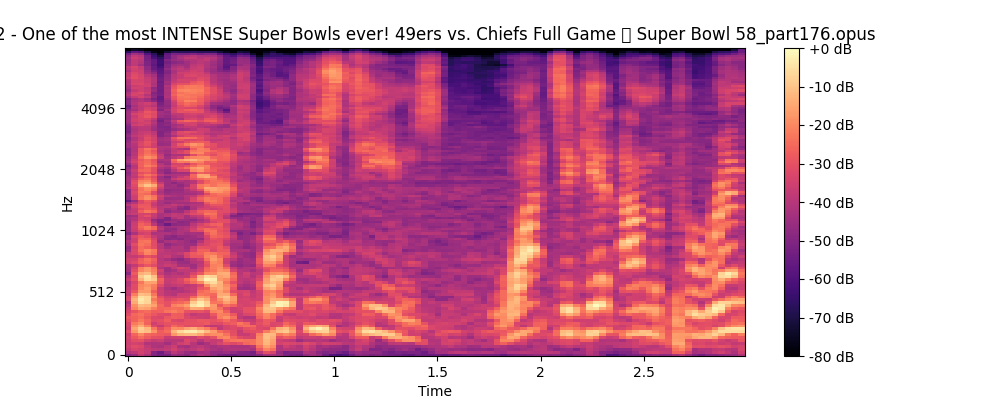 2 - One of the most INTENSE Super Bowls ever! 49ers vs. Chiefs Full Game ▯ Super Bowl 58_part176.opus
+0 dB
-10 dB
4096
-20 dB
2048
-30 dB
Hz
-40 dB
1024
-50 dB
512
-60 dB
-70 dB
0
-80 dB
0 0.5 1 1.5 2 2.5
Time